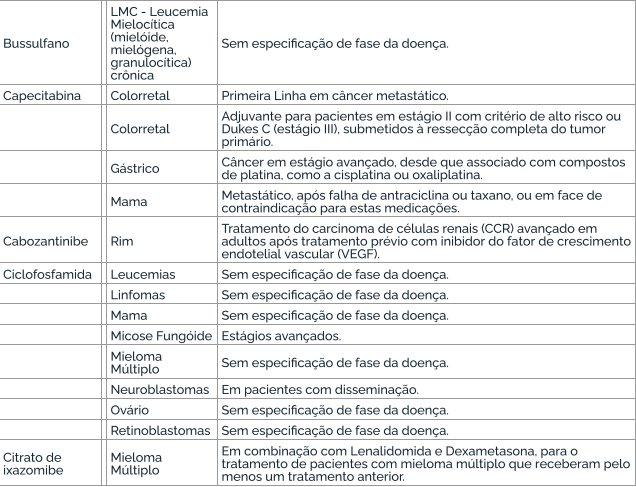 Bussulfano
LMC - Leucemia
Mielocítica
(mielóide,
mielógena,
granulocítica)
crônica
Sem especificação de fase da doença.
Capecitabina
Colorretal
Primeira Linha em câncer metastático.
Colorretal
Adjuvante para pacientes em estágio II com critério de alto risco ou
Dukes C (estágio III), submetidos à ressecção completa do tumor
primário.
Gástrico
Câncer em estágio avançado, desde que associado com compostos
de platina, como a cisplatina ou oxaliplatina.
Mama
Metastático, após falha de antraciclina ou taxano, ou em face de
contraindicação para estas medicações.
Cabozantinibe
Rim
Tratamento do carcinoma de células renais (CCR) avançado em
adultos após tratamento prévio com inibidor do fator de crescimento
endotelial vascular (VEGF).
Ciclofosfamida
Leucemias
Sem especificação de fase da doença.
Linfomas
Sem especificação de fase da doença.
Mama
Sem especificação de fase da doença.
Micose Fungóide
Estágios avançados.
Mieloma
Múltiplo
Sem especificação de fase da doença.
Neuroblastomas
Em pacientes com disseminação.
Ovário
Sem especificação de fase da doença.
Retinoblastomas
Sem especificação de fase da doença.
Citrato de
ixazomibe
Mieloma
Múltiplo
Em combinação com Lenalidomida e Dexametasona, para o
tratamento de pacientes com mieloma múltiplo que receberam pelo
menos um tratamento anterior.